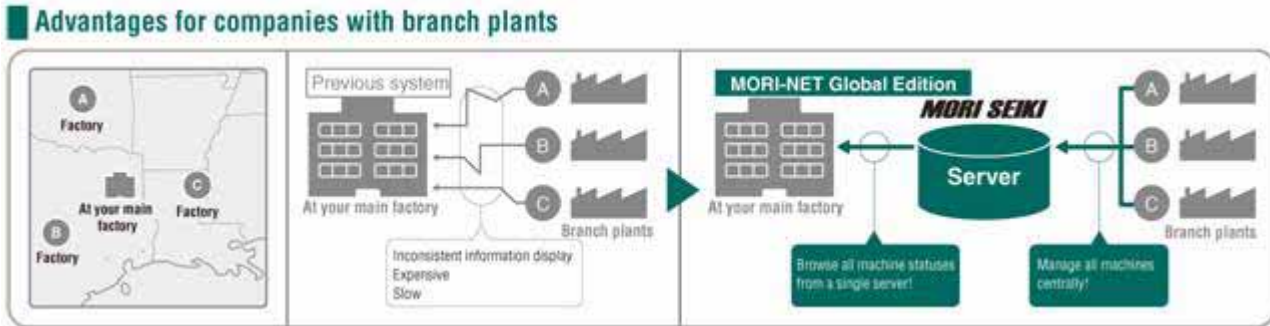 Advantages for companies with branch plants
A
Factory
At your main
factory
C
Factory
B
Factory
Previous system
At your main factory
A
B
C
Branch plants
Inconsistent information display
Expensive
Slow
MORI-NET Global Edition
At your main factory
MORI SEIKI
Server
A
B
C
Branch plants
Browse all machine statuses
from a single server!
Manage all machines
centrally!